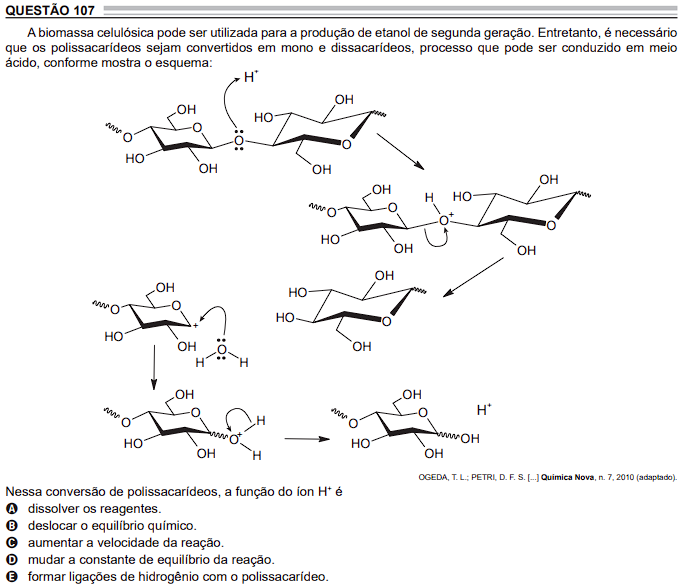 QUESTÃO 107
A biomassa celulósica pode ser utilizada para a produção de etanol de segunda geração. Entretanto, é necessário
que os polissacarídeos sejam convertidos em mono e dissacarídeos, processo que pode ser conduzido em meio
ácido, conforme mostra o esquema:
H+
OH
OH
HO
O
O
O
HO
OH
O
OH
H
OH
OH
HO
O
O
O+
HO
OH
O
OH
OH
OH
HO
O
O
+
HO
O
HO
OH
OH
H
O
H
OH
OH
O
O
H
O+
HO
OH
H
OH
O
O
H+
HO
OH
OH
OGEDA, T. L.; PETRI, D. F. S. [...] Química Nova, n. 7, 2010 (adaptado).
Nessa conversão de polissacarídeos, a função do íon H+ é
A dissolver os reagentes.
B deslocar o equilíbrio químico.
C aumentar a velocidade da reação.
D mudar a constante de equilíbrio da reação.
E formar ligações de hidrogênio com o polissacarídeo.